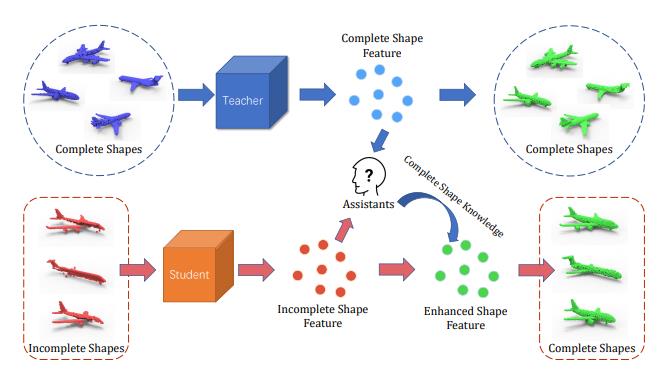 Complete Shape
Feature
Teacher
Complete Shapes
Complete Shapes
?
Complete Shape Knowledge
Assistants
Student
Incomplete Shape
Feature
Enhanced Shape
Feature
Incomplete Shapes
Complete Shapes